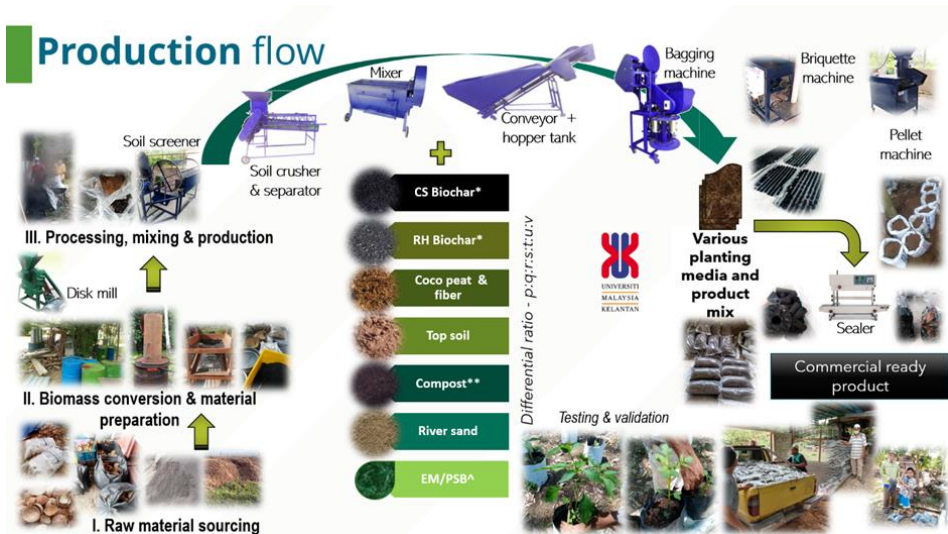 Production flow
Mixer
Bagging
machine
Briquette
machine
Conveyor +
hopper tank
Pellet
machine
Soil screener
Soil crusher
& separator
III. Processing, mixing & production
Disk mill
II. Biomass conversion & material
preparation
I. Raw material sourcing
CS Biochar*
RH Biochar*
Coco peat & 
fiber
Top soil
Compost**
River sand
EM/PSB^
Differential ratio - p:q:r:s:t:u:v
UNIVERSITI
MALAYSIA
KELANTAN
Various
planting
media and
product
mix
Sealer
Commercial ready
product
Testing & validation